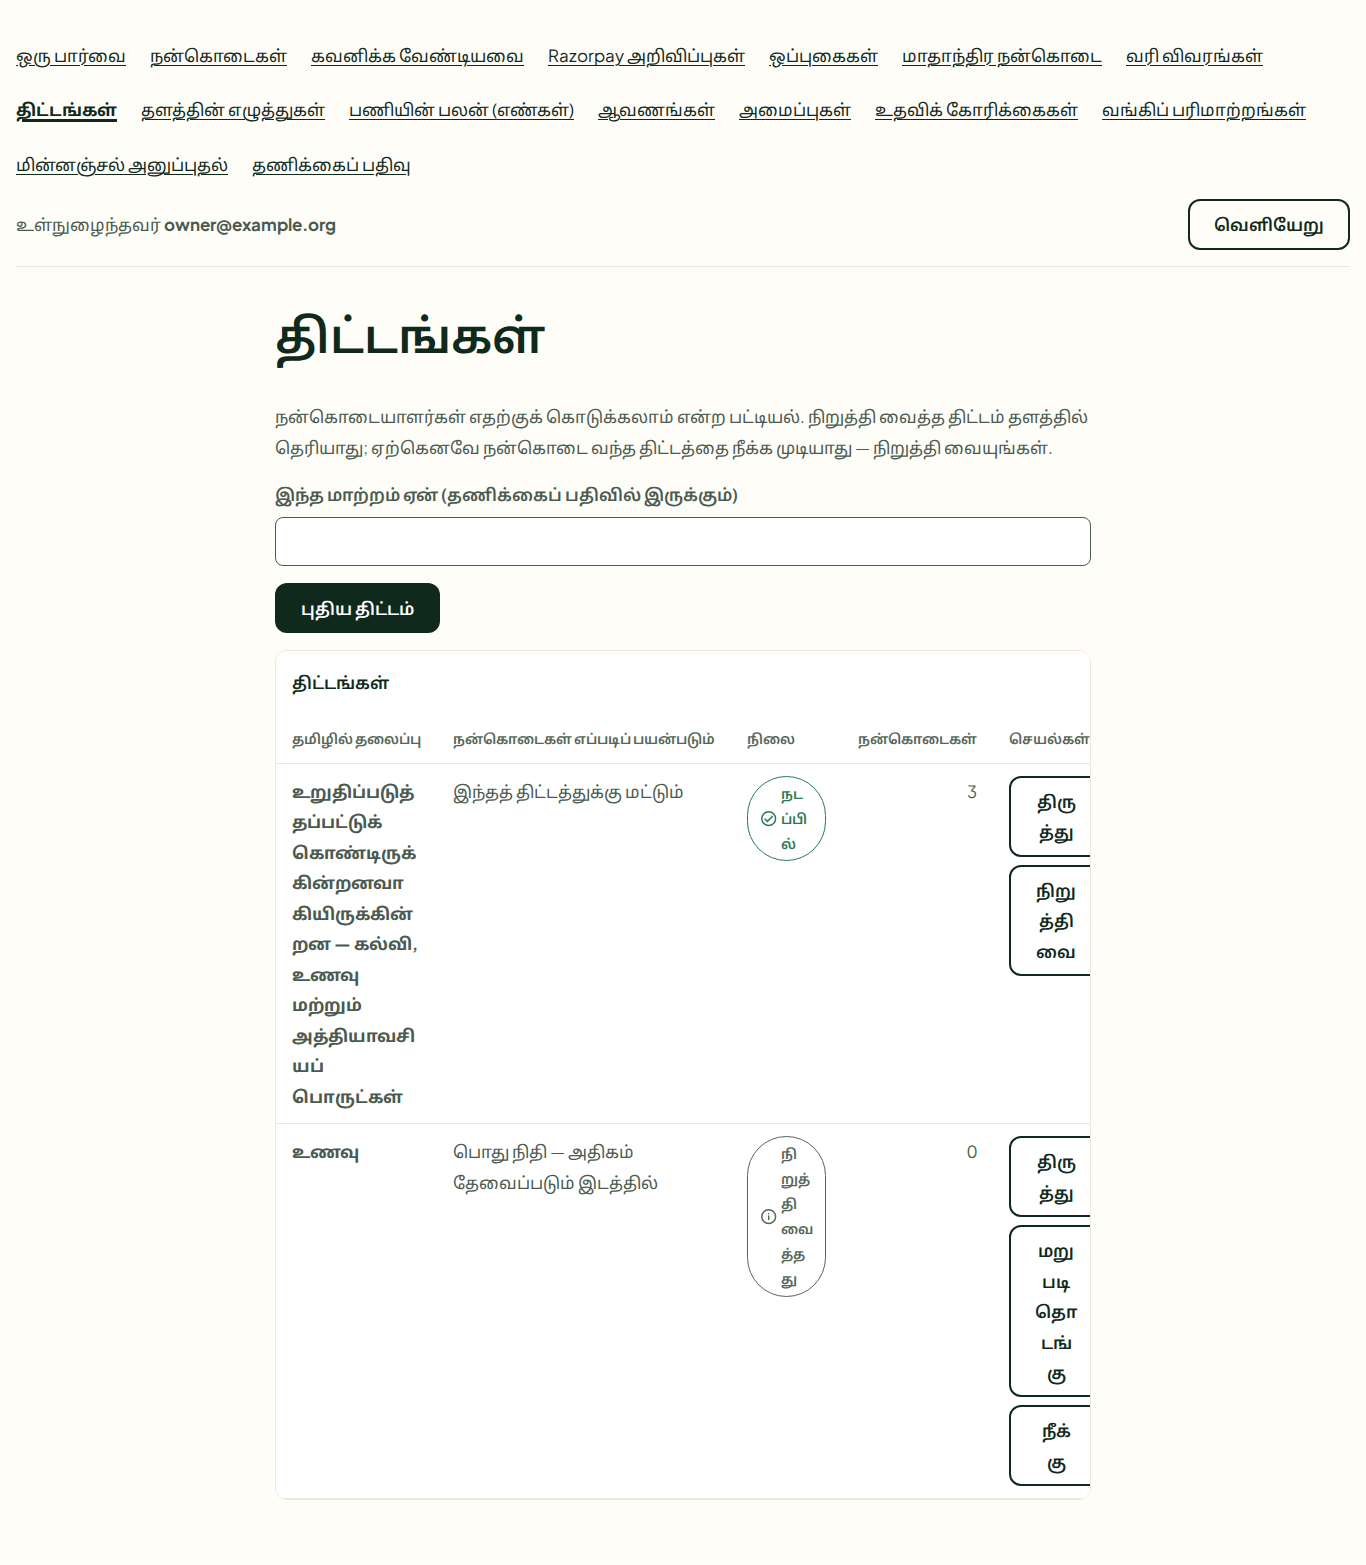 ஒரு பார்வை நன்கொடைகள் கவனிக்க வேண்டியவை Razorpay அறிவிப்புகள் ஒப்புகைகள் மாதாந்திர நன்கொடை வரி விவரங்கள்
திட்டங்கள் தளத்தின் எழுத்துகள் பணியின் பலன் (எண்கள்) ஆவணங்கள் அமைப்புகள் உதவிக் கோரிக்கைகள் வங்கிப் பரிமாற்றங்கள்
மின்னஞ்சல் அனுப்புதல் தணிக்கைப் பதிவு
உள்நுழைந்தவர் owner@example.org வெளியேறு
திட்டங்கள்
நன்கொடையாளர்கள் எதற்குக் கொடுக்கலாம் என்ற பட்டியல். நிறுத்தி வைத்த திட்டம் தளத்தில்
தெரியாது; ஏற்கெனவே நன்கொடை வந்த திட்டத்தை நீக்க முடியாது — நிறுத்தி வையுங்கள்.
இந்த மாற்றம் ஏன் (தணிக்கைப் பதிவில் இருக்கும்)
புதிய திட்டம்
திட்டங்கள்
தமிழில் தலைப்பு நன்கொடைகள் எப்படிப் பயன்படும் நிலை நன்கொடைகள் செயல்கள்
உறுதிப்படுத்
தப்பட்டுக்
கொண்டிருக்
கின்றனவா
கியிருக்கின்
றன — கல்வி,
உணவு
மற்றும்
அத்தியாவசி
யப்
பொருட்கள்
இந்தத் திட்டத்துக்கு மட்டும்
நட
ப்பி
ல்
3
திரு
த்து
நிறு
த்தி
வை
உணவு
பொது நிதி — அதிகம்
தேவைப்படும் இடத்தில்
நி
றுத்
தி
வை
த்த
து
0
திரு
த்து
மறு
படி
தொ
டங்
கு
நீக்
கு